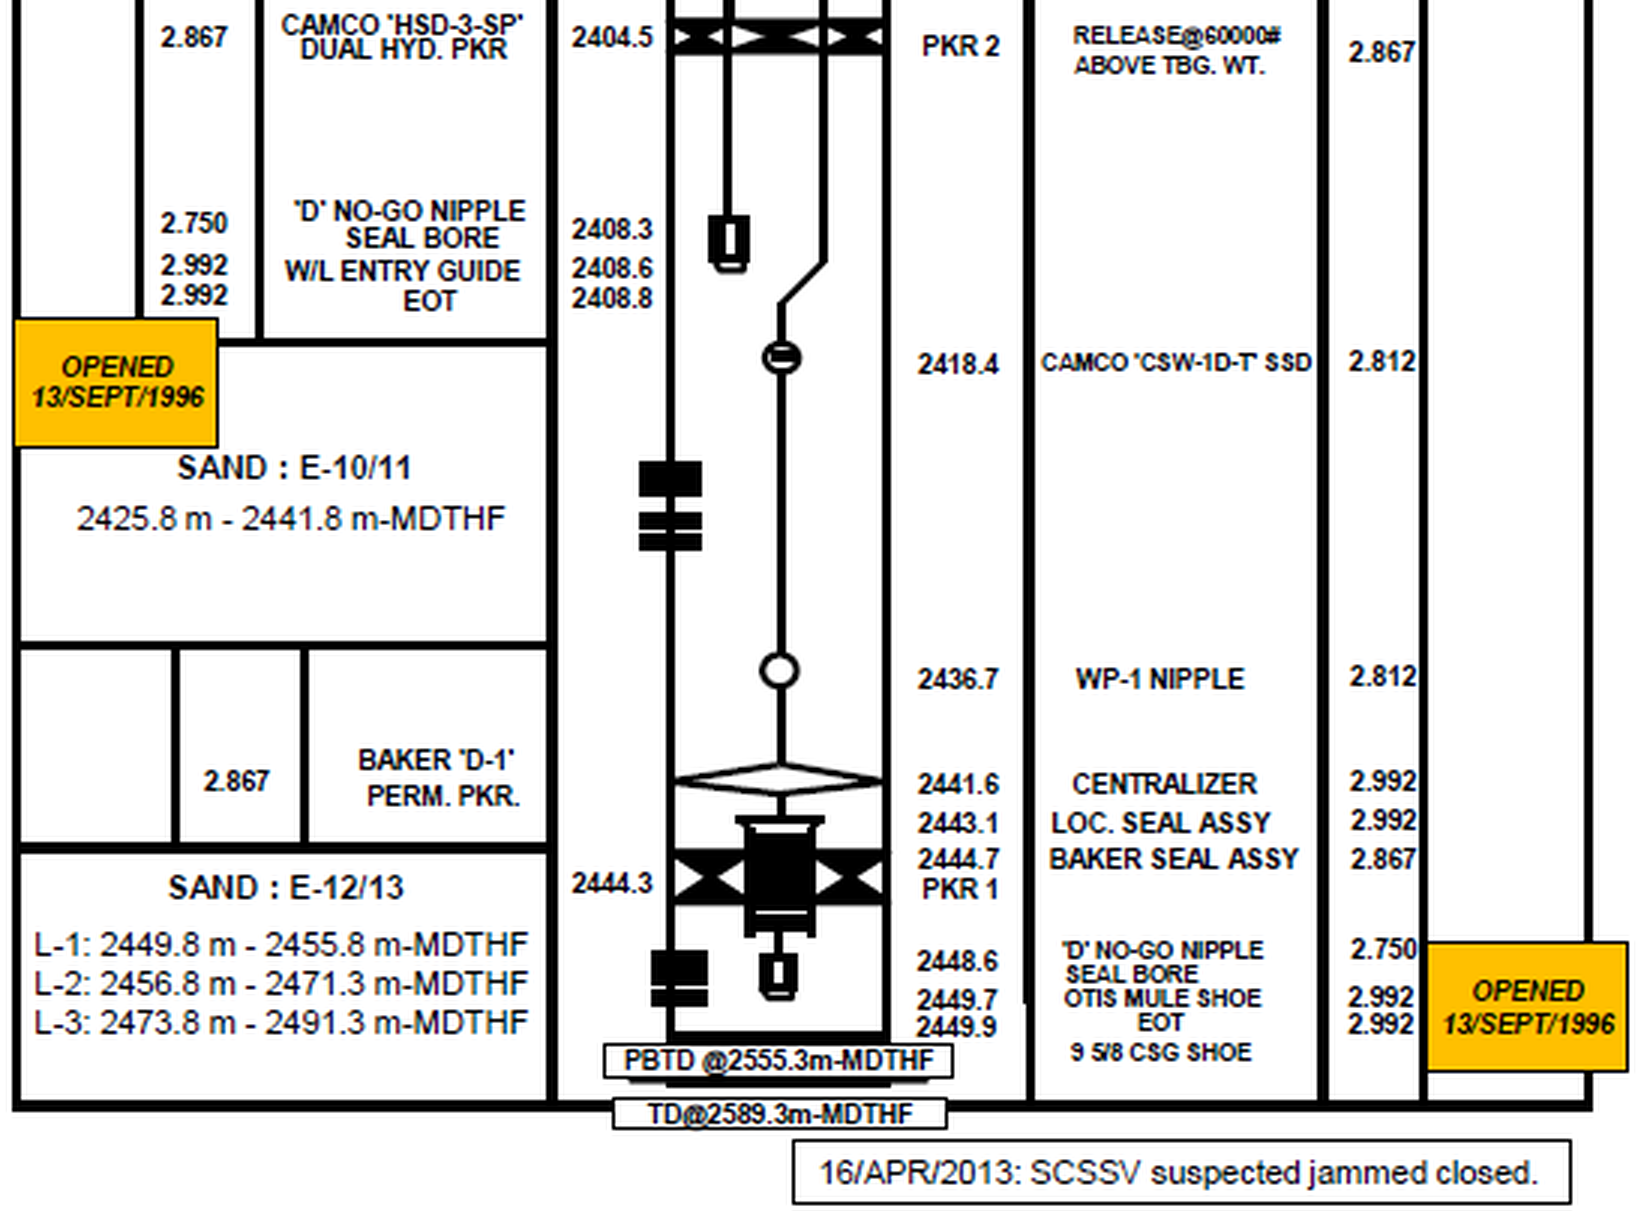 2.867
CAMCO 'HSD-3-SP'
DUAL HYD. PKR
2404.5
PKR 2
RELEASE@60000#
ABOVE TBG. WT.
2.867
2.750
'D' NO-GO NIPPLE
SEAL BORE
2408.3
2.992
W/L ENTRY GUIDE
2408.6
2.992
EOT
2408.8
OPENED
13/SEPT/1996
2418.4
CAMCO 'CSW-1D-T' SSD
2.812
SAND : E-10/11
2425.8 m - 2441.8 m-MDTHF
2436.7
WP-1 NIPPLE
2.812
2.867
BAKER 'D-1'
PERM. PKR.
2441.6
CENTRALIZER
2.992
2443.1
LOC. SEAL ASSY
2.992
2444.7
BAKER SEAL ASSY
2.867
2444.3
PKR 1
SAND : E-12/13
L-1: 2449.8 m - 2455.8 m-MDTHF
L-2: 2456.8 m - 2471.3 m-MDTHF
L-3: 2473.8 m - 2491.3 m-MDTHF
2448.6
'D' NO-GO NIPPLE
SEAL BORE
2.750
2449.7
OTIS MULE SHOE
2.992
2449.9
EOT
2.992
9 5/8 CSG SHOE
OPENED
13/SEPT/1996
PBTD @2555.3m-MDTHF
TD@2589.3m-MDTHF
16/APR/2013: SCSSV suspected jammed closed.